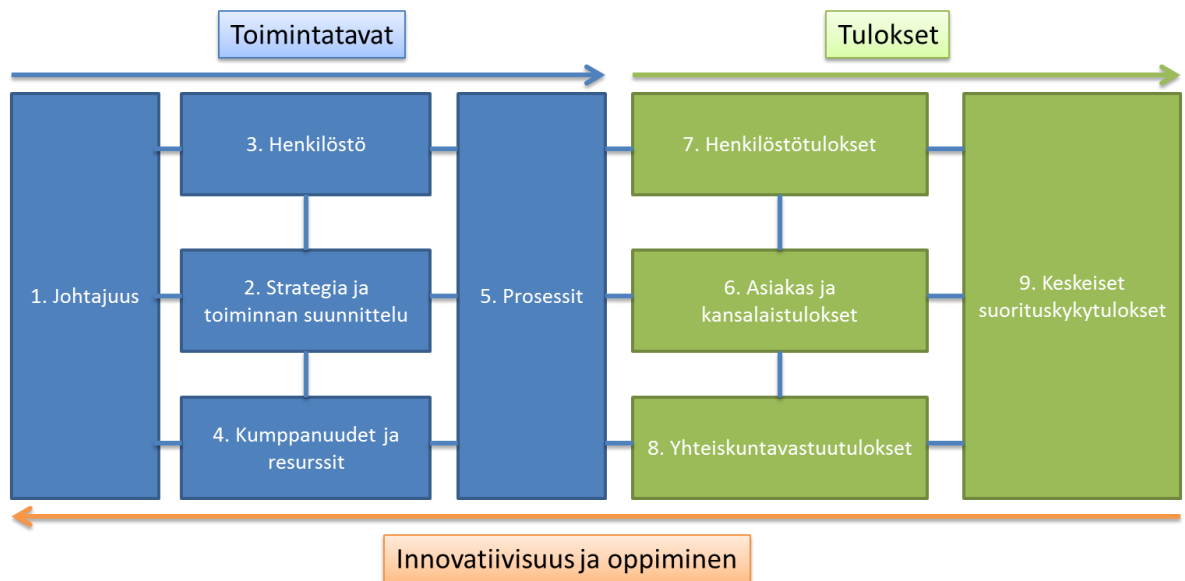 Toimintatavat
Tulokset
1. Johtajuus
3. Henkilöstö
2. Strategia ja
toiminnan suunnittelu
4. Kumppanuudet ja
resurssit
5. Prosessit
7. Henkilöstötulokset
6. Asiakas ja
kansalaistulokset
8. Yhteiskuntavastuutulokset
9. Keskeiset
suorituskykytulokset
Innovatiivisuus ja oppiminen